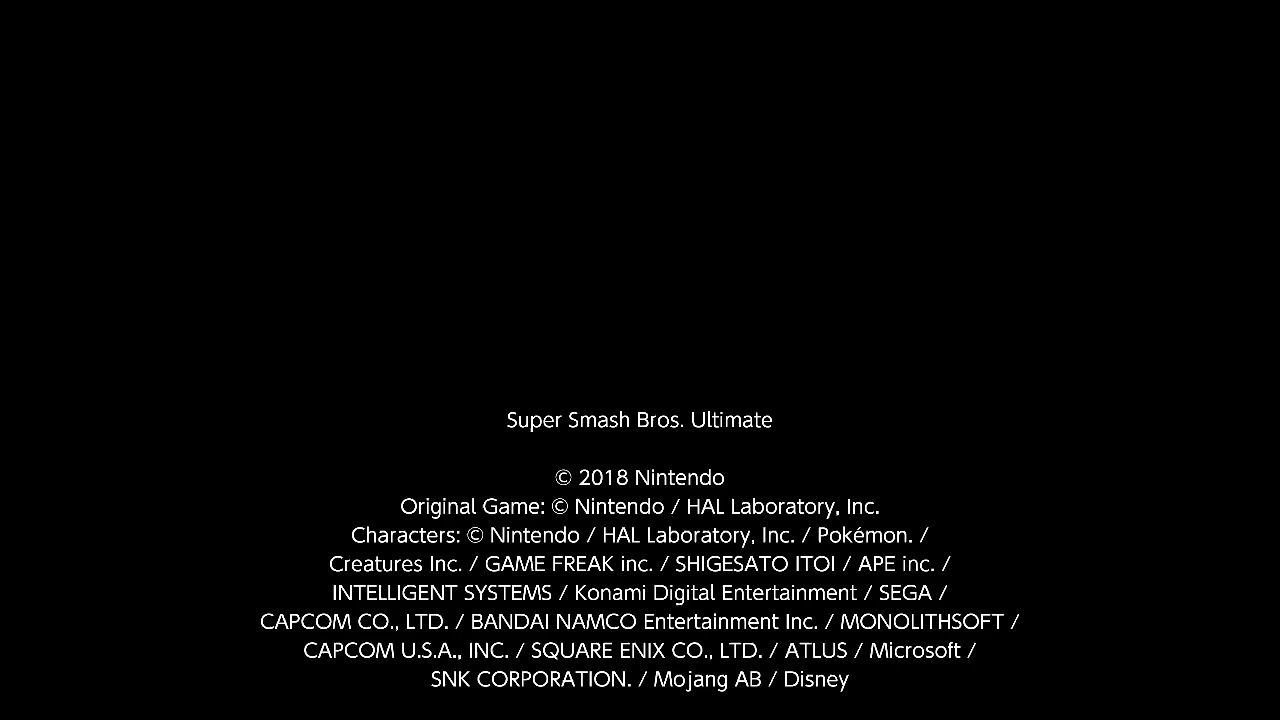 Super Smash Bros. Ultimate
© 2018 Nintendo
Original Game: © Nintendo / HAL Laboratory, Inc.
Characters: © Nintendo / HAL Laboratory, Inc. / Pokémon. /
Creatures Inc. / GAME FREAK inc. / SHIGESATO ITOI / APE inc. /
INTELLIGENT SYSTEMS / Konami Digital Entertainment / SEGA /
CAPCOM CO., LTD. / BANDAI NAMCO Entertainment Inc. / MONOLITHSOFT /
CAPCOM U.S.A., INC. / SQUARE ENIX CO., LTD. / ATLUS / Microsoft /
SNK CORPORATION. / Mojang AB / Disney